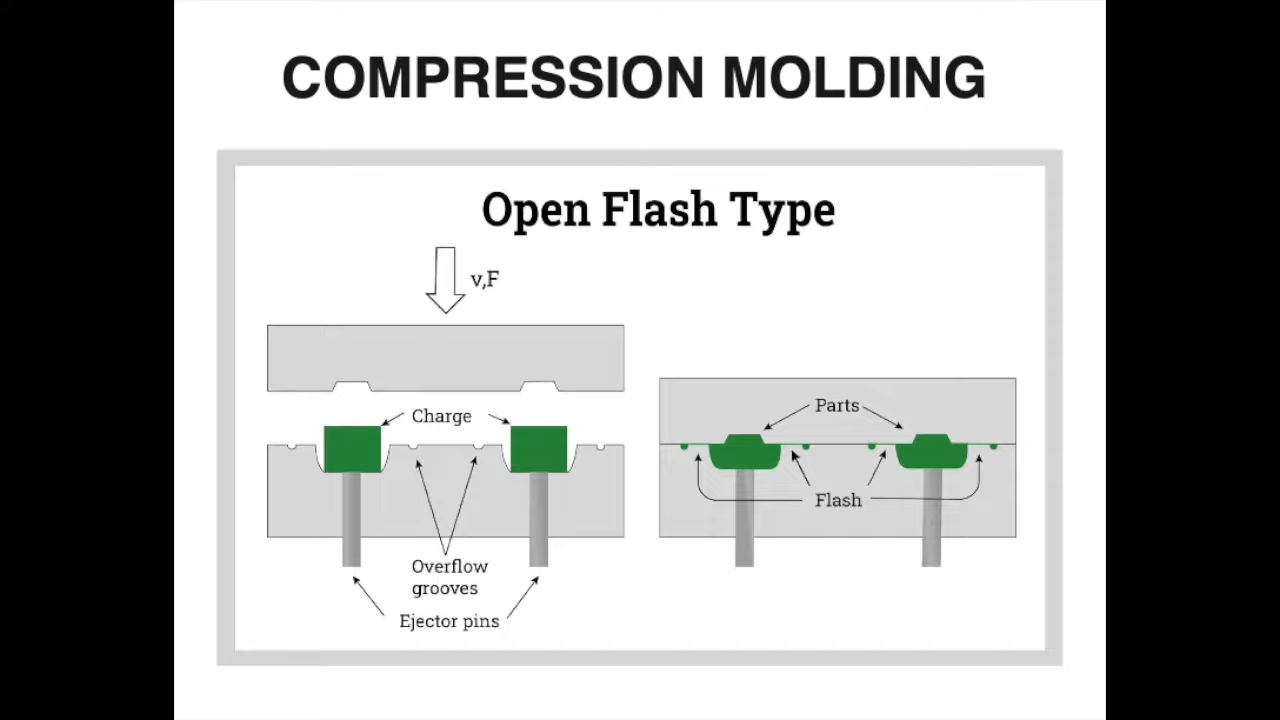 COMPRESSION MOLDING
Open Flash Type
v,F
Charge
Overflow
grooves
Ejector pins
Parts
Flash